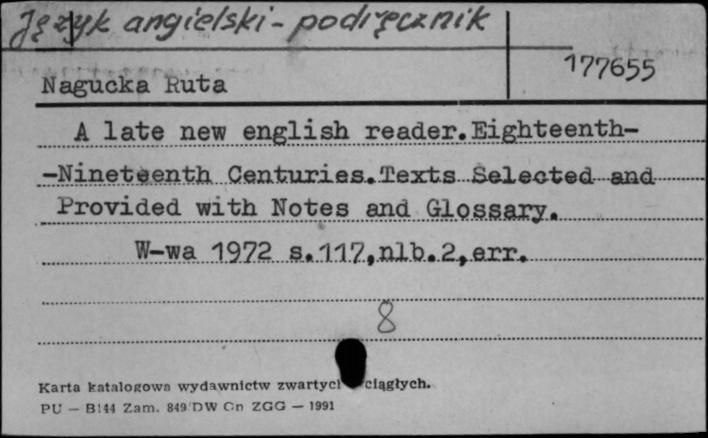 Język angielski - podręcznik
177655
Nagucka Ruta
A late new english reader.Eighteenth-
-Nineteenth Centuries.Texts Selected and
Provided with Notes and Glossary.
W-wa 1972 s.117,nlb.2,err.
8
Karta katalogowa wydawnictw zwartych ciągłych.
PU — B144 Zam. 849 DW Gn ZGG — 1991